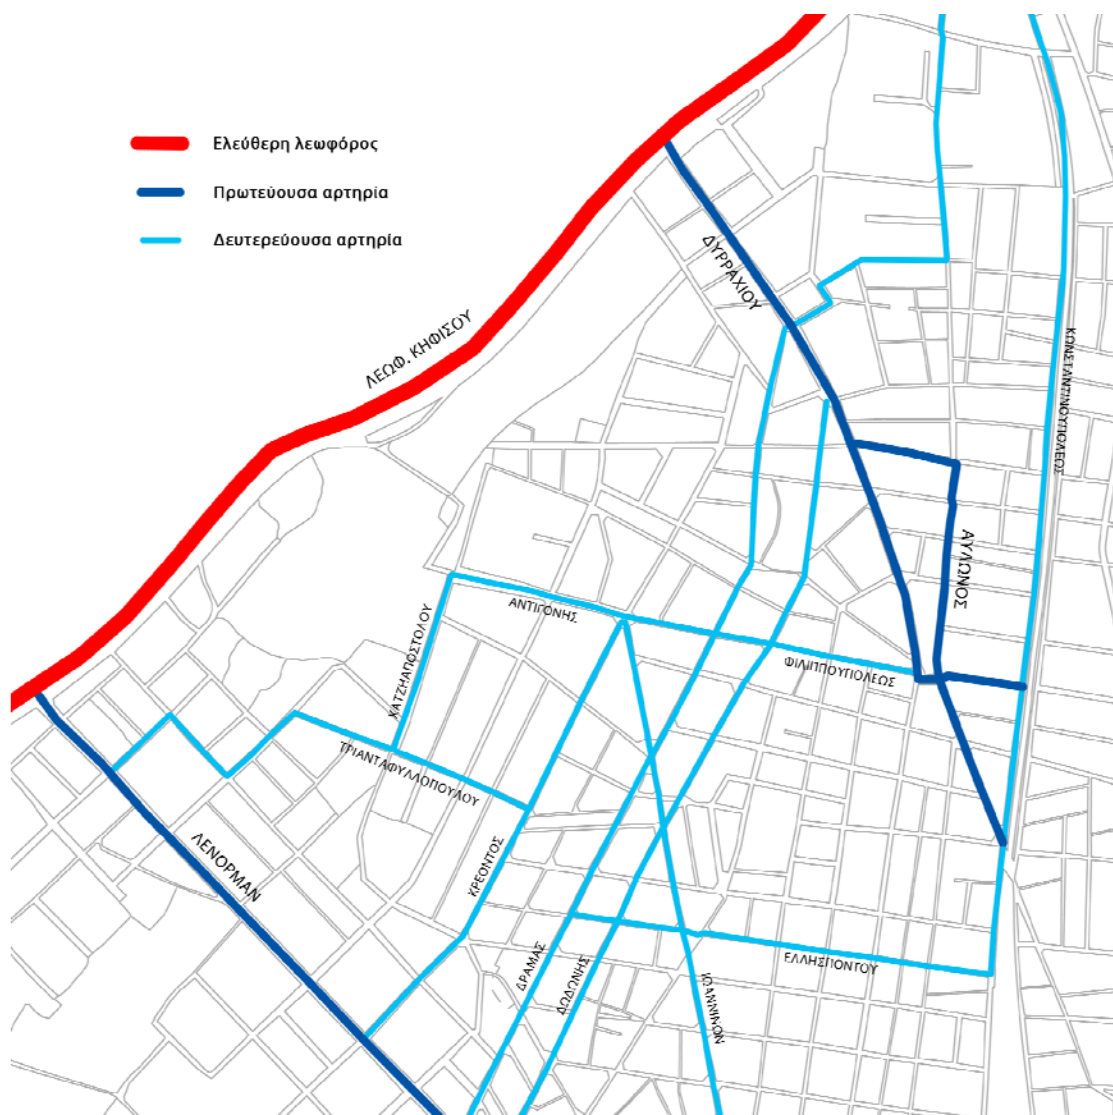 Ελεύθερη λεωφόρος
Πρωτεύουσα αρτηρία
Δευτερεύουσα αρτηρία
ΔΥΡΡΑΧΙΟΥ
ΛΕΩΦ. ΚΗΦΙΣΟΥ
ΚΩΝΣΤΑΝΤΙΝΟΥΠΟΛΕΩΣ
ΑΥΛΩΝΟΣ
ΑΝΤΙΓΟΝΗΣ
ΧΑΤΖΗΑΠΟΣΤΟΛΟΥ
ΦΙΛΙΠΠΟΥΠΟΛΕΩΣ
ΤΡΙΑΝΤΑΦΥΛΛΟΠΟΥΛΟΥ
ΛΕΝΟΡΜΑΝ
ΚΡΕΟΝΤΟΣ
ΔΡΑΜΑΣ
ΔΩΔΩΝΗΣ
ΕΛΛΗΣΠΟΝΤΟΥ
ΙΩΑΝΝΙΝΩΝ